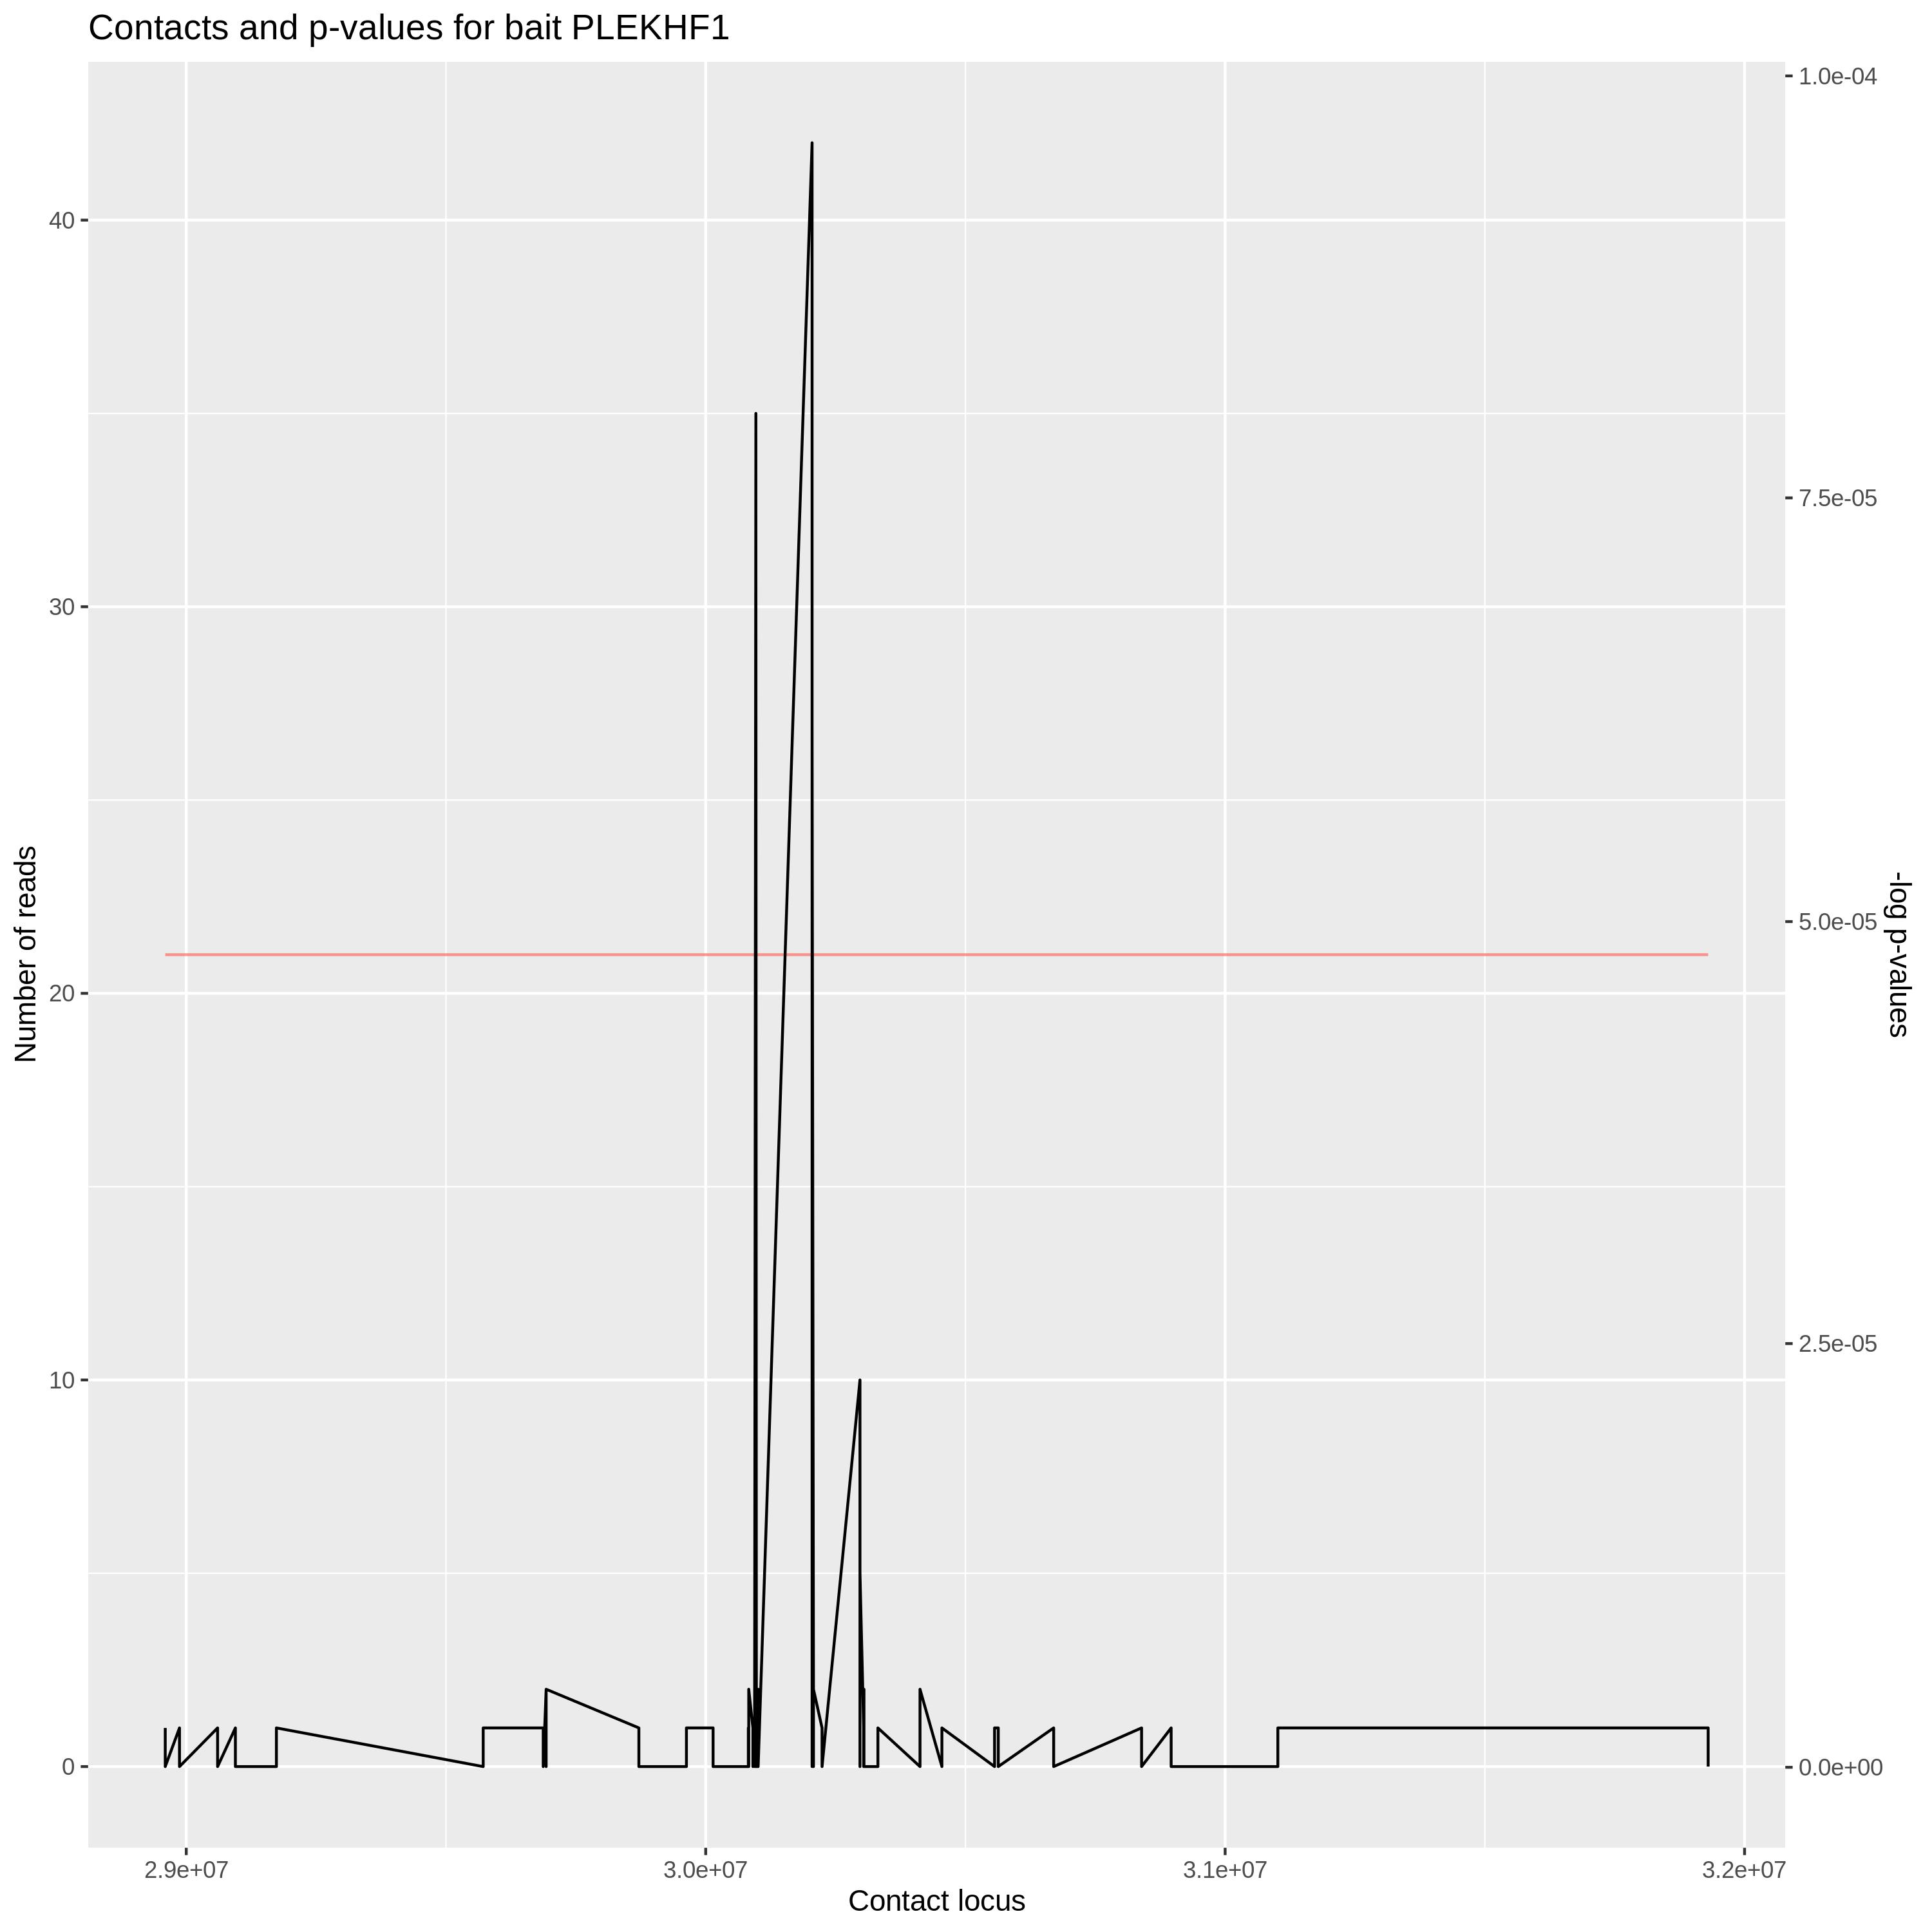 Contacts and p-values for bait PLEKHF1
1.0e-04
40
7.5e-05
30
5.0e-05
Number of reads
-log p-values
20
2.5e-05
10
0
0.0e+00
2.9e+07
3.0e+07
3.1e+07
3.2e+07
Contact locus